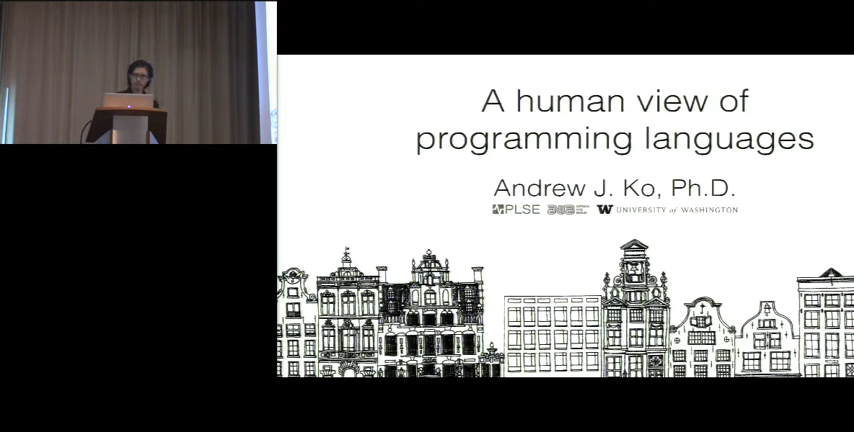 A human view of
programming languages
Andrew J. Ko, Ph.D.
PLSE W UNIVERSITY of WASHINGTON